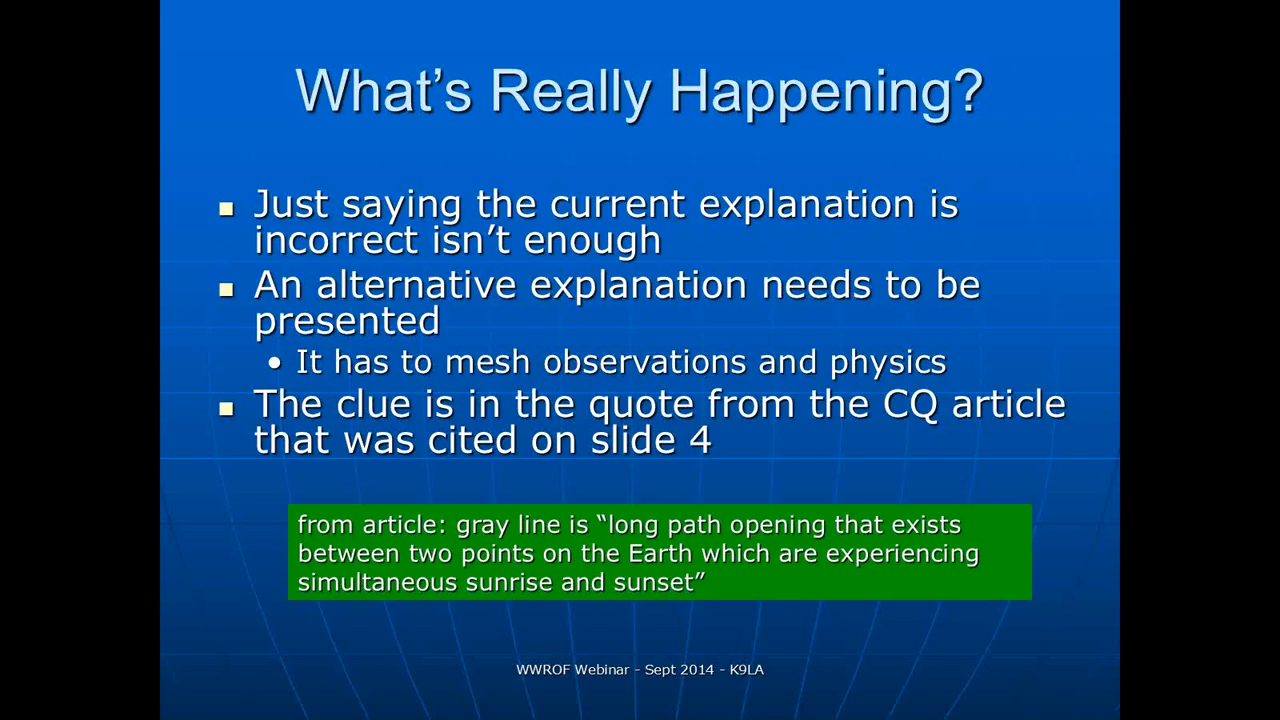 What’s Really Happening?
Just saying the current explanation is
incorrect isn’t enough
An alternative explanation needs to be
presented
• It has to mesh observations and physics
The clue is in the quote from the CQ article
that was cited on slide 4
from article: gray line is “long path opening that exists
between two points on the Earth which are experiencing
simultaneous sunrise and sunset”
WWROF Webinar - Sept 2014 - K9LA